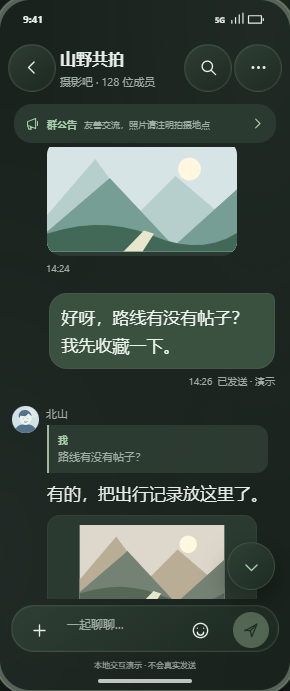 9:41
5G
山野共拍
摄影吧 · 128 位成员
群公告 友善交流，照片请注明拍摄地点
14:24
好呀，路线有没有帖子？
我先收藏一下。
14:26 已发送 · 演示
北山
我
路线有没有帖子？
有的，把出行记录放这里了。
一起聊聊...
本地交互演示 · 不会真实发送